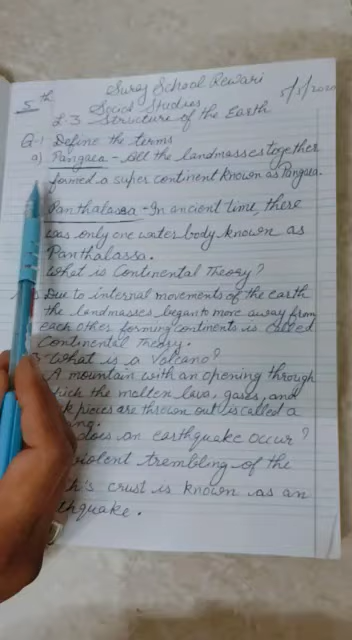 Suraj School Rewari
5th
Social Studies
5/5/2020
L.3 Structure of the Earth
Q-1 Define the terms
a) Pangaea - All the landmasses together
formed a super continent known as Pangaea.
Panthalassa - In ancient time, there
was only one water body known as
Panthalassa.
What is Continental Theory?
Due to internal movements of the earth
the landmasses began to move away from
each other forming continents is called
Continental Theory.
What is a Volcano?
A mountain with an opening through
which the molten lava, gases, and
pieces are thrown out is called a
does an earthquake occur?
violent trembling of the
crust is known as an